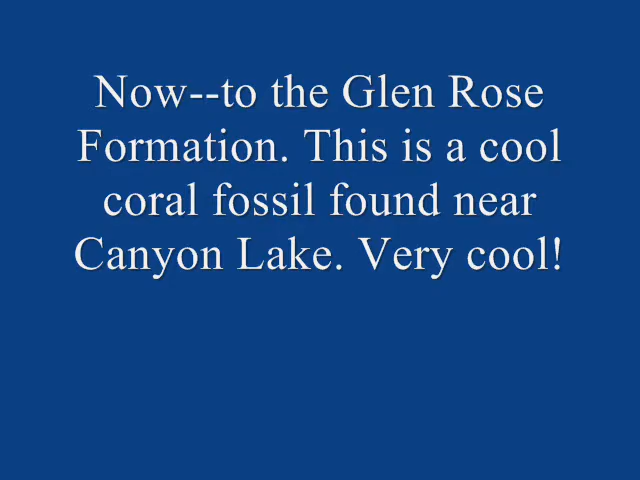 Now--to the Glen Rose
Formation. This is a cool
coral fossil found near
Canyon Lake. Very cool!